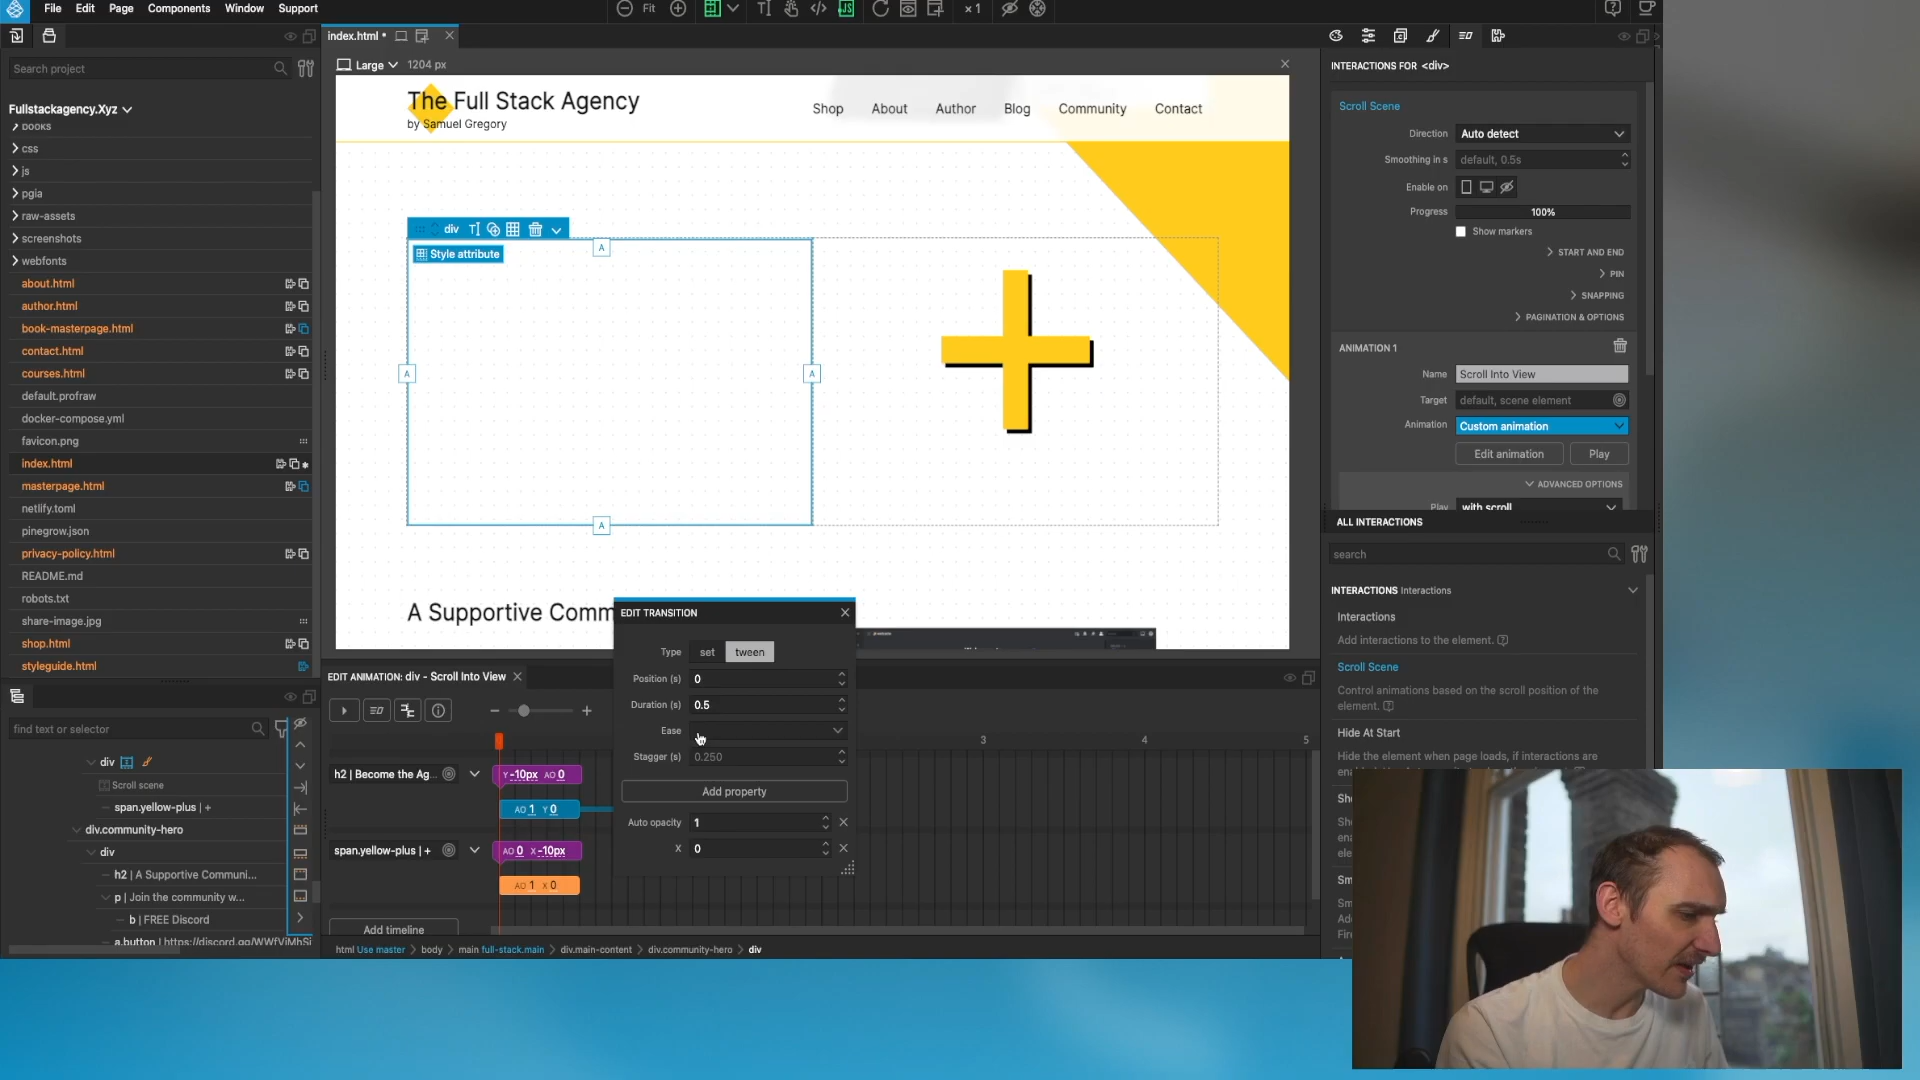 File Edit Page Components Window Support
Fit x 1
index.html •
Search project
Large 1204 px
INTERACTIONS FOR <div>
Fullstackagency.Xyz
css
js
pgia
raw-assets
screenshots
webfonts
about.html
author.html
book-masterpage.html
contact.html
courses.html
default.profraw
docker-compose.yml
favicon.png
index.html
masterpage.html
netlify.toml
pinegrow.json
privacy-policy.html
README.md
robots.txt
share-image.jpg
shop.html
styleguide.html
find text or selector
div
Scroll scene
span.yellow-plus | +
div.community-hero
div
h2 | A Supportive Communi...
p | Join the community w...
b | FREE Discord
a.button | https://discord.gg/WWfVjMhSj
The Full Stack Agency
by Samuel Gregory
Shop About Author Blog Community Contact
div
Style attribute
A
A
A
A
A Supportive Comm
EDIT TRANSITION
Type set tween
Position (s) 0
Duration (s) 0.5
Ease
Stagger (s) 0.250
Add property
Auto opacity 1
X 0
EDIT ANIMATION: div - Scroll Into View
3 4 5
h2 | Become the Ag...
Y -10px AO 0
AO 1 Y 0
span.yellow-plus | +
AO 0 X -10px
AO 1 X 0
Add timeline
html Use master body main full-stack.main div.main-content div.community-hero div
Scroll Scene
Direction Auto detect
Smoothing in s default, 0.5s
Enable on
Progress 100%
Show markers
START AND END
PIN
SNAPPING
PAGINATION & OPTIONS
ANIMATION 1
Name Scroll Into View
Target default, scene element
Animation Custom animation
Edit animation Play
ADVANCED OPTIONS
Play with scroll
ALL INTERACTIONS
search
INTERACTIONS Interactions
Interactions
Add interactions to the element.
Scroll Scene
Control animations based on the scroll position of the
element.
Hide At Start
Hide the element when page loads, if interactions are